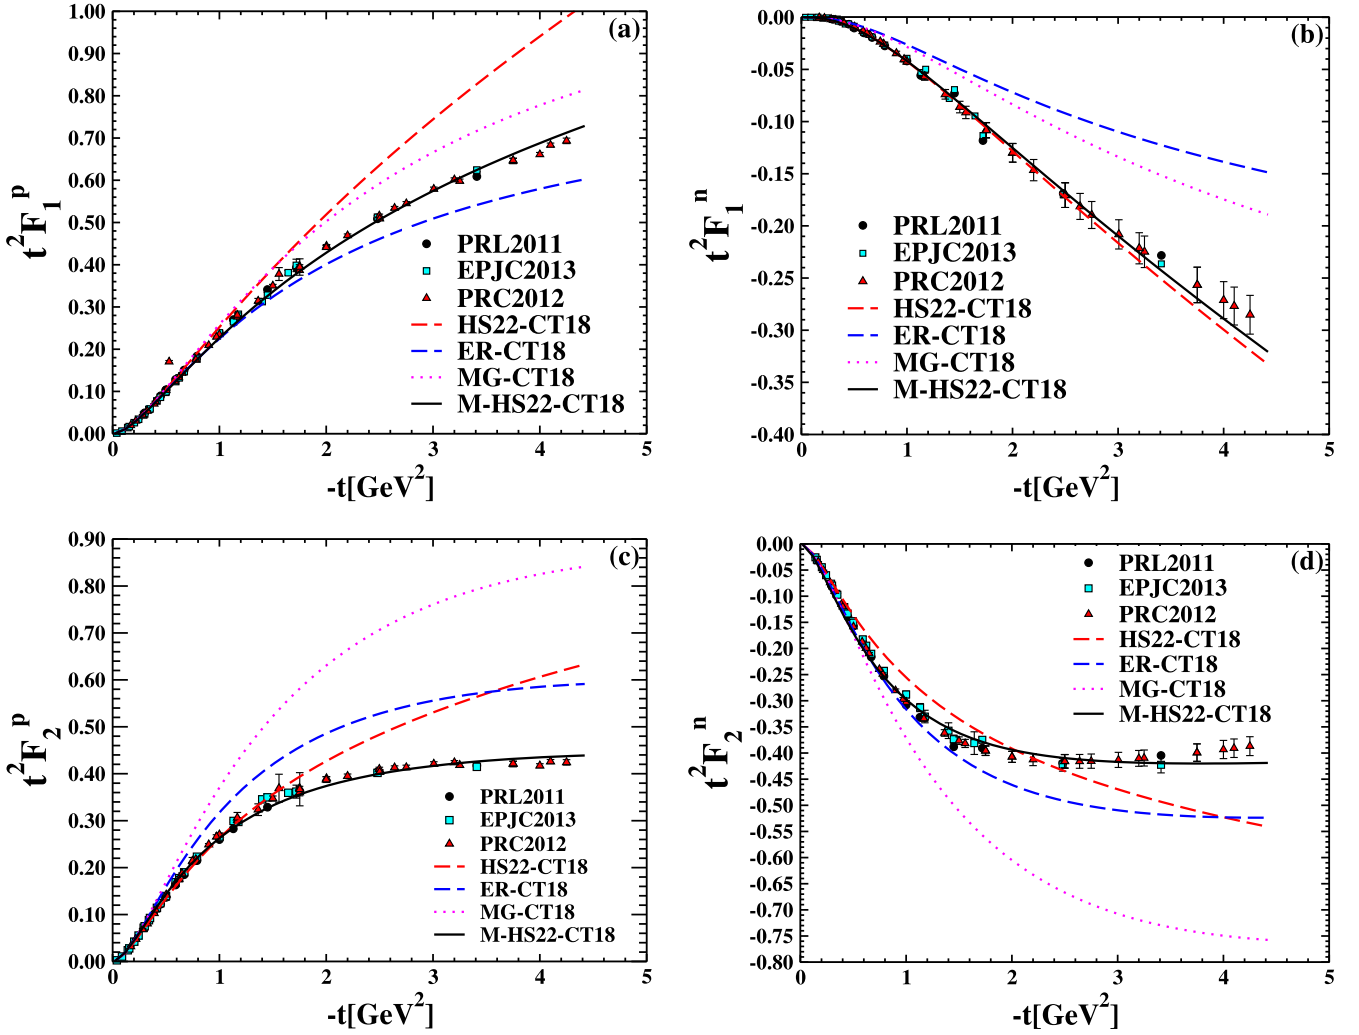 (a)
1.00
0.90
0.80
0.70
0.60
0.50
0.40
0.30
0.20
0.10
0.00
t²F₁ᵖ
PRL2011
EPJC2013
PRC2012
HS22-CT18
ER-CT18
MG-CT18
M-HS22-CT18
0 1 2 3 4 5
-t[GeV²]
(b)
0.00
-0.05
-0.10
-0.15
-0.20
-0.25
-0.30
-0.35
-0.40
t²F₁ⁿ
PRL2011
EPJC2013
PRC2012
HS22-CT18
ER-CT18
MG-CT18
M-HS22-CT18
0 1 2 3 4 5
-t[GeV²]
(c)
0.90
0.80
0.70
0.60
0.50
0.40
0.30
0.20
0.10
0.00
t²F₂ᵖ
PRL2011
EPJC2013
PRC2012
HS22-CT18
ER-CT18
MG-CT18
M-HS22-CT18
0 1 2 3 4 5
-t[GeV²]
(d)
0.00
-0.05
-0.10
-0.15
-0.20
-0.25
-0.30
-0.35
-0.40
-0.45
-0.50
-0.55
-0.60
-0.65
-0.70
-0.75
-0.80
t²F₂ⁿ
PRL2011
EPJC2013
PRC2012
HS22-CT18
ER-CT18
MG-CT18
M-HS22-CT18
0 1 2 3 4 5
-t[GeV²]